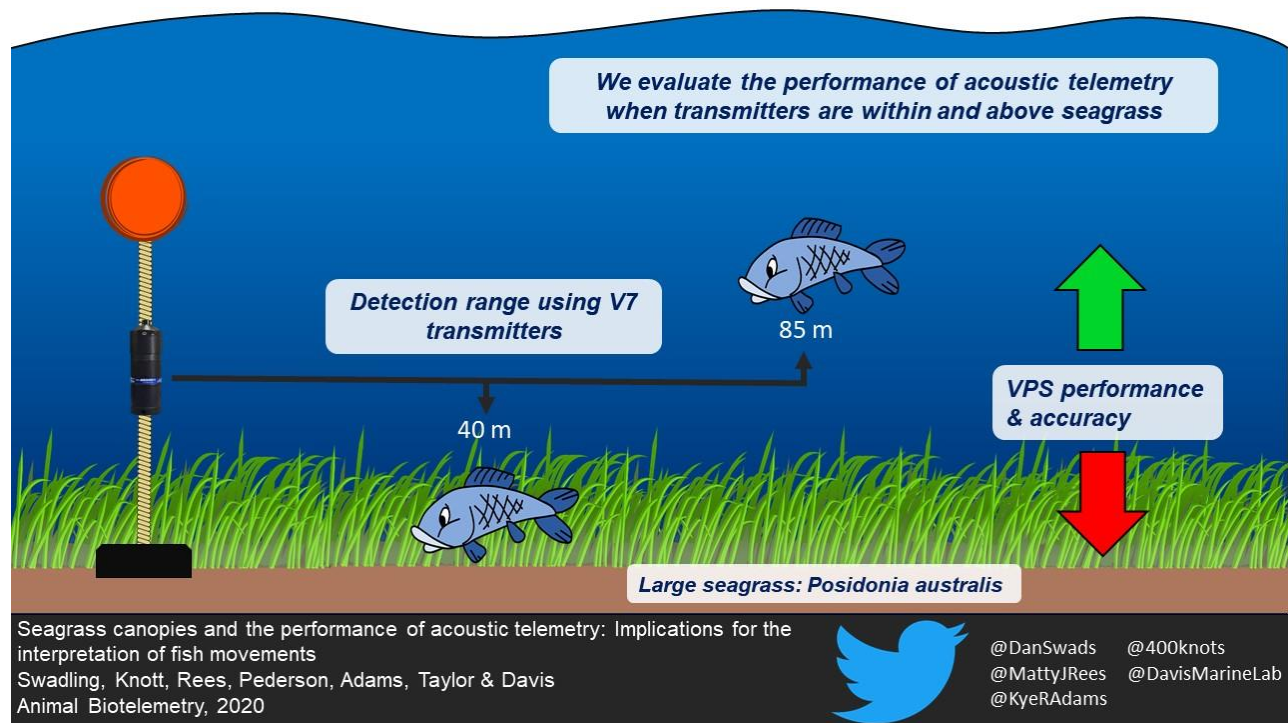 We evaluate the performance of acoustic telemetry
when transmitters are within and above seagrass
Detection range using V7
transmitters
85 m
40 m
VPS performance
& accuracy
Large seagrass: Posidonia australis
Seagrass canopies and the performance of acoustic telemetry: Implications for the
interpretation of fish movements
Swadling, Knott, Rees, Pederson, Adams, Taylor & Davis
Animal Biotelemetry, 2020
@DanSwads @400knots
@MattyJRees @DavisMarineLab
@KyeRAdams